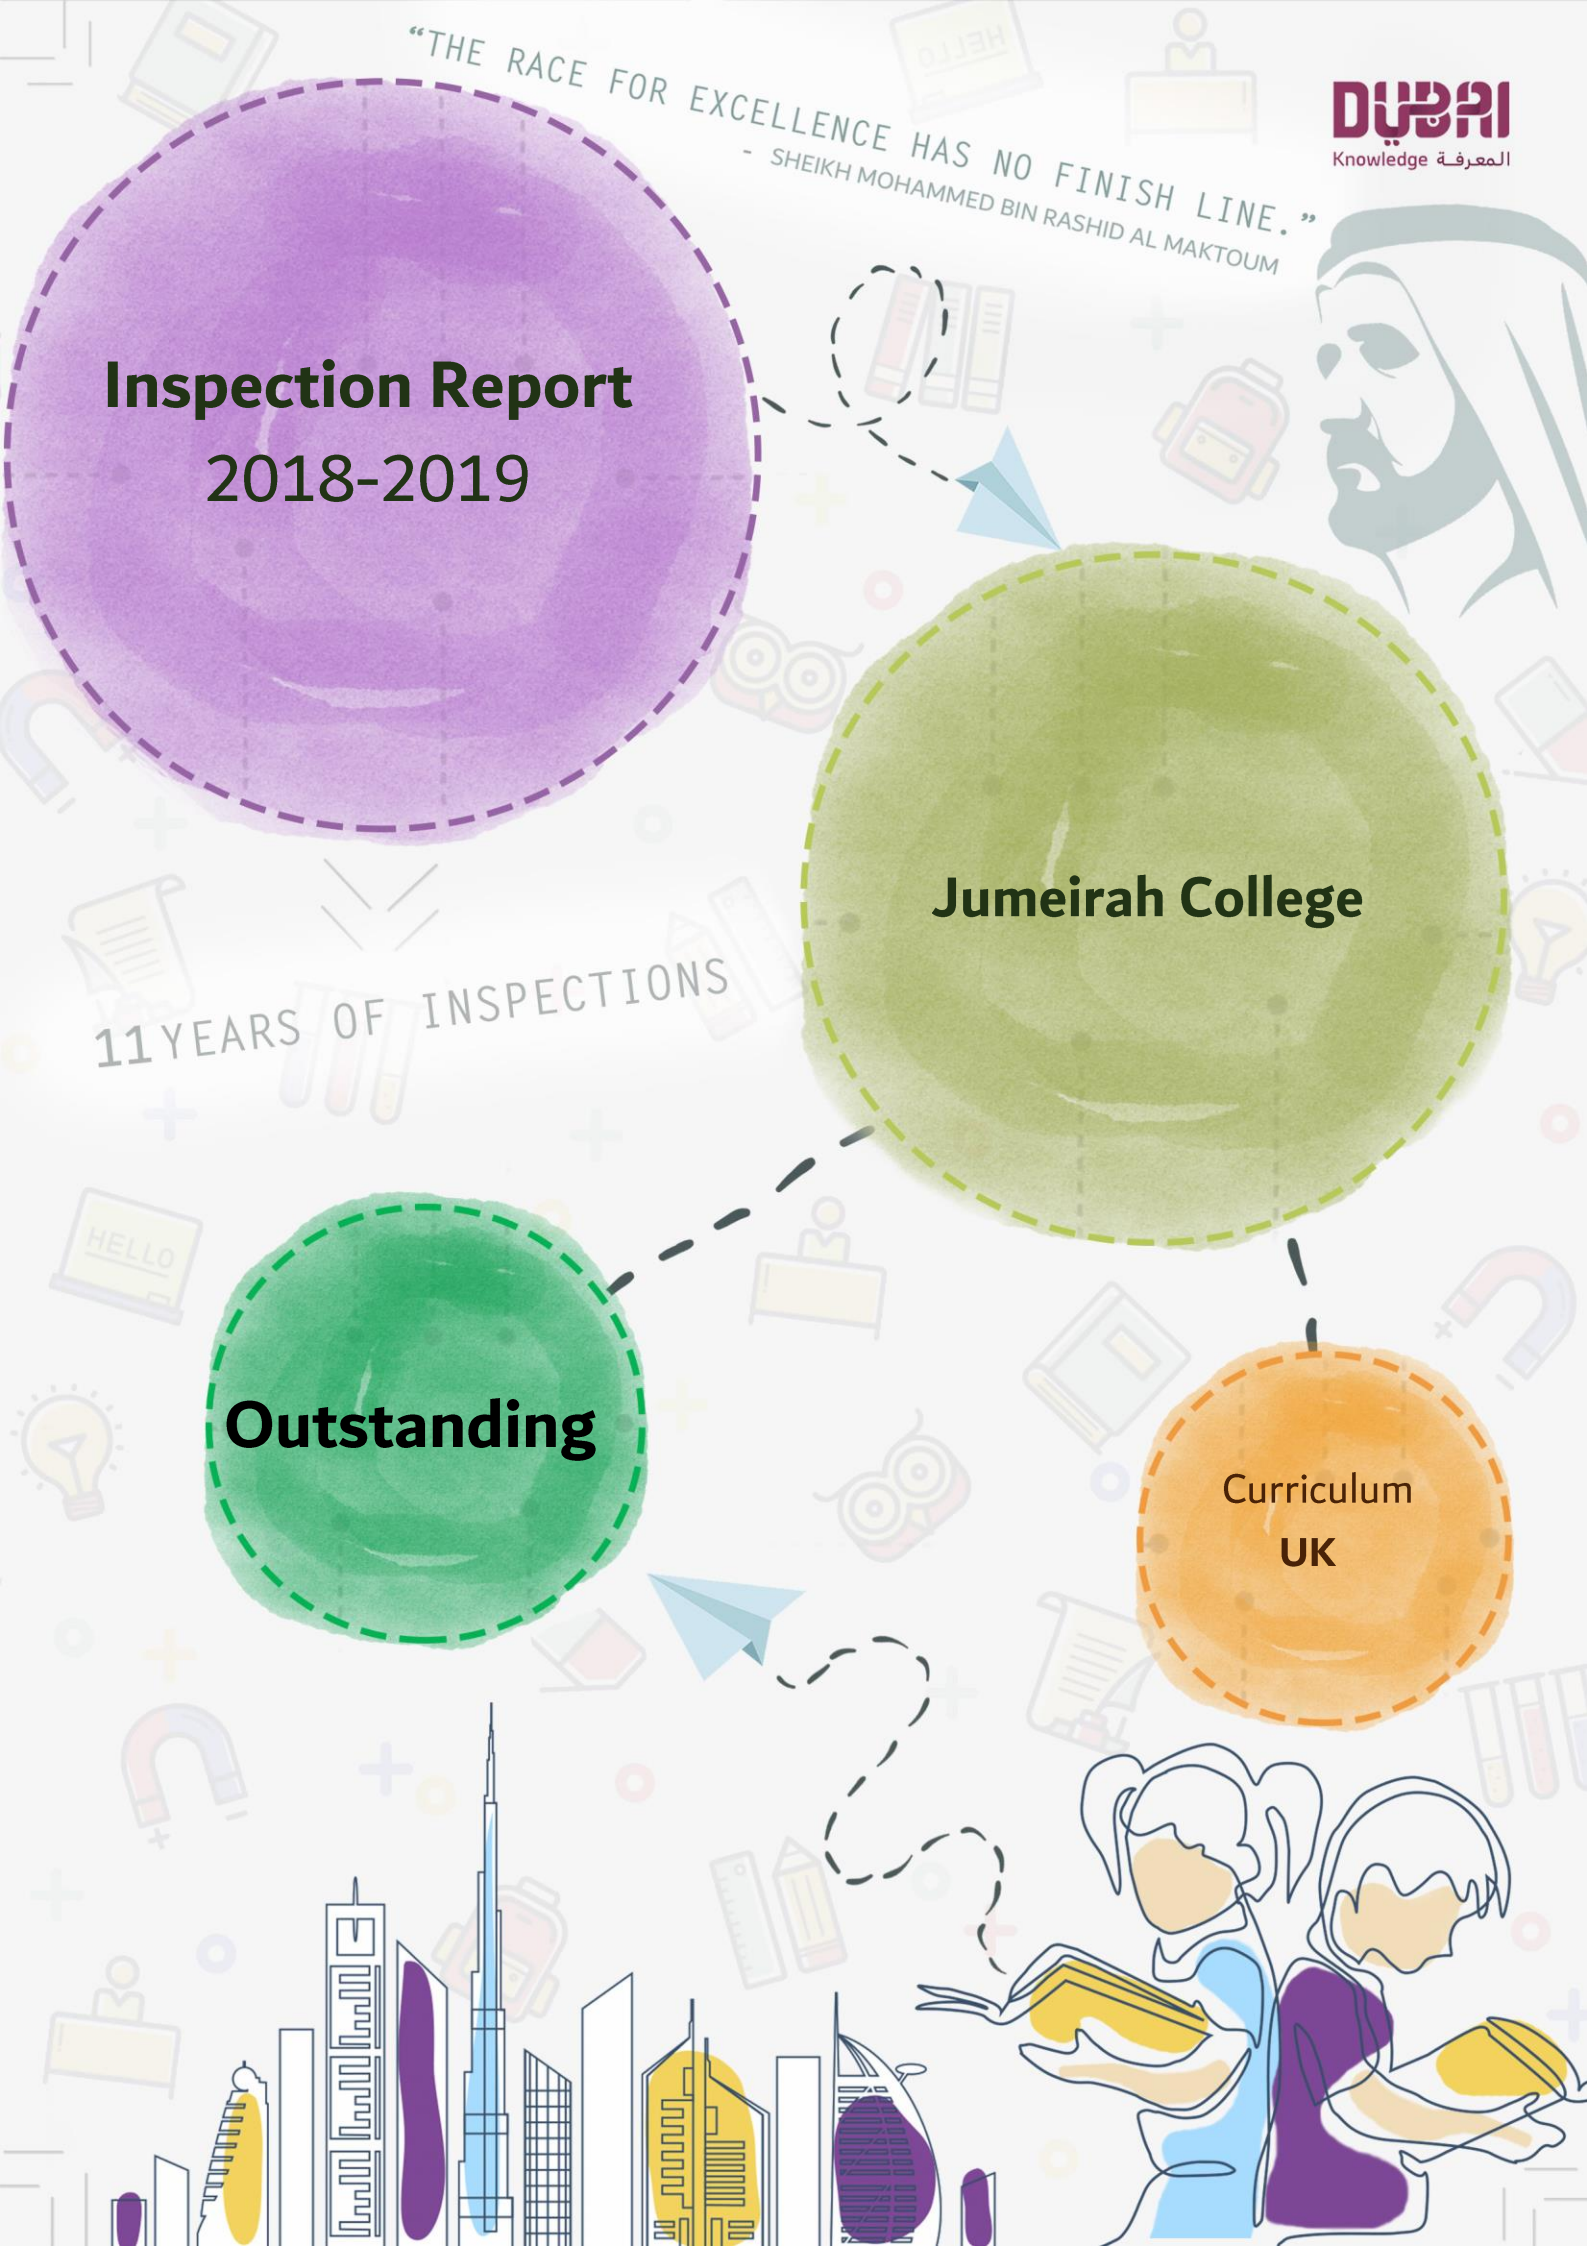 “THE RACE FOR EXCELLENCE HAS NO FINISH LINE.”
- SHEIKH MOHAMMED BIN RASHID AL MAKTOUM
DUBAI
Knowledge المعرفة
Inspection Report
2018-2019
Jumeirah College
11 YEARS OF INSPECTIONS
HELLO
HELLO
Outstanding
Curriculum
UK